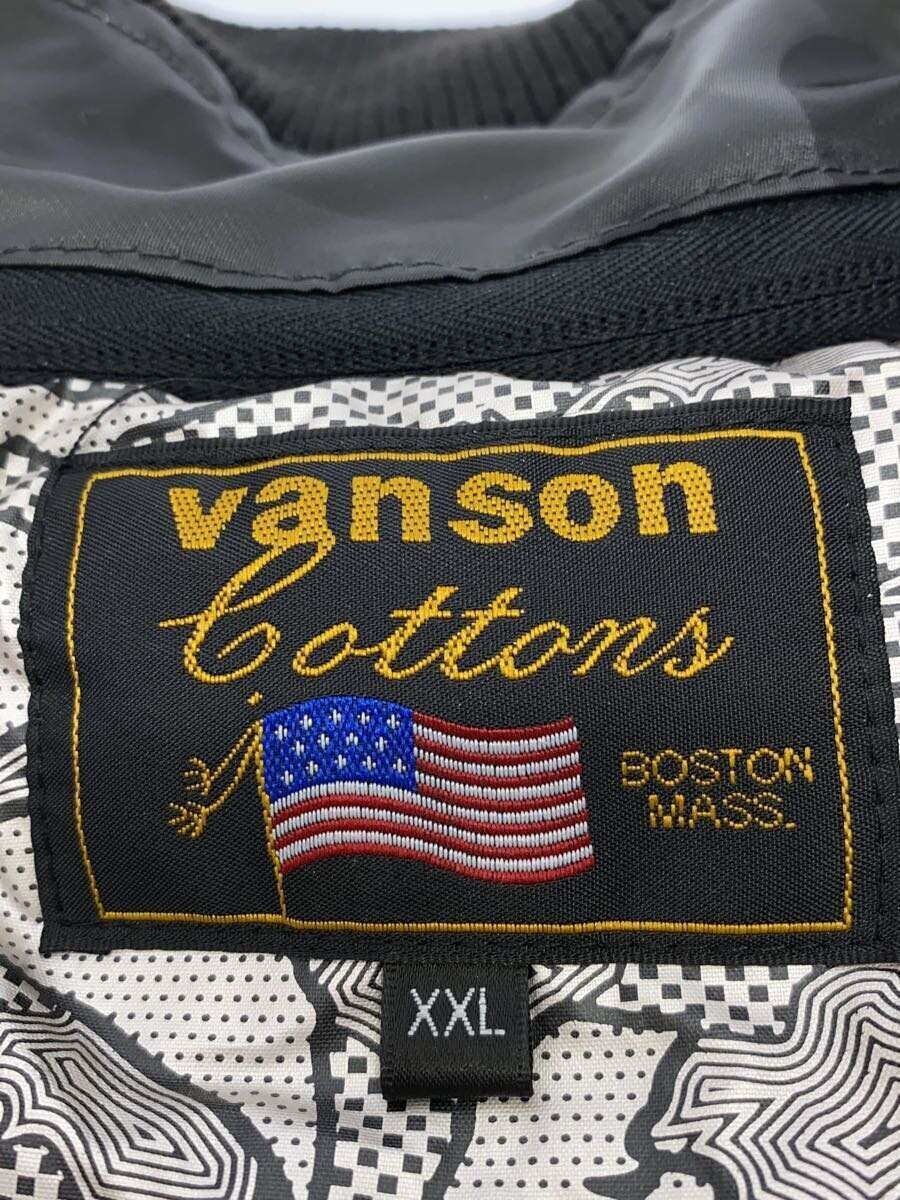 vanson
Cottons
BOSTON
MASS.
XXL